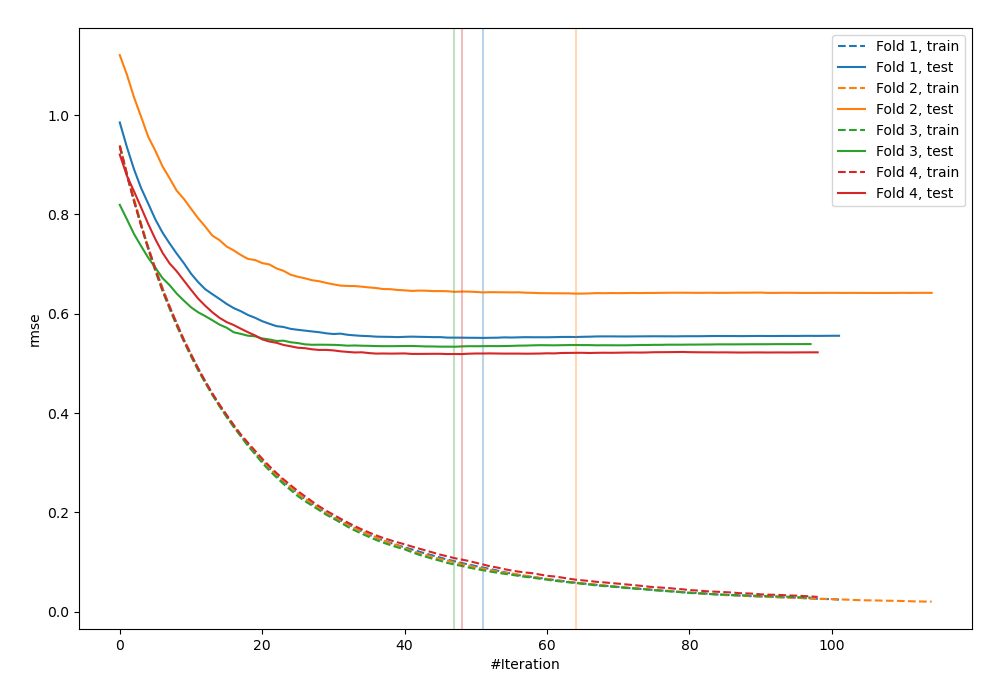 Fold 1, train
Fold 1, test
Fold 2, train
Fold 2, test
Fold 3, train
Fold 3, test
Fold 4, train
Fold 4, test
rmse
1.0
0.8
0.6
0.4
0.2
0.0
0 20 40 60 80 100
#Iteration